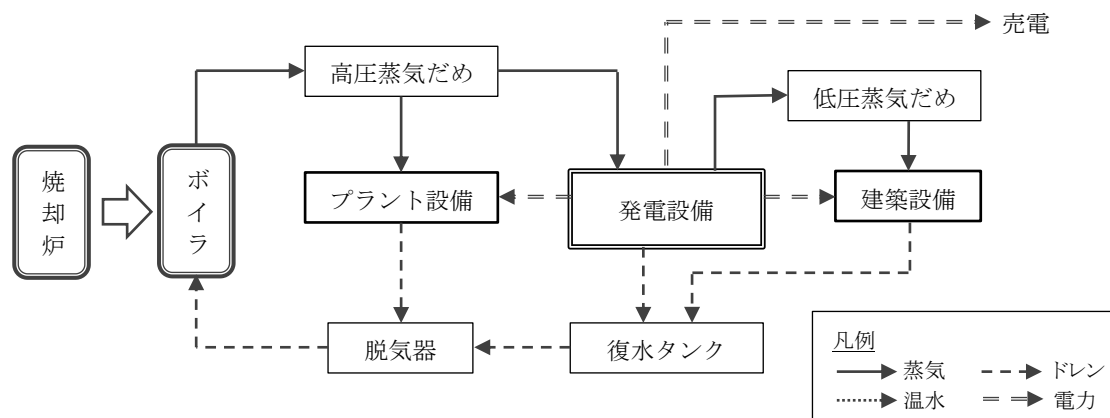 売電
高圧蒸気だめ
低圧蒸気だめ
焼却炉
ボイラ
プラント設備
発電設備
建築設備
脱気器
復水タンク
凡例
蒸気
ドレン
温水
電力